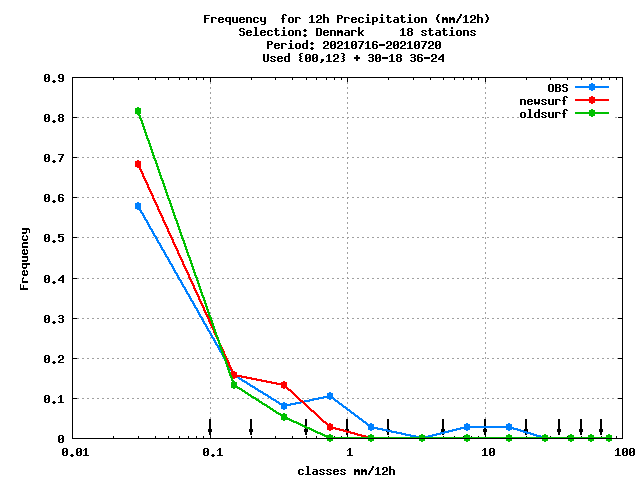 Frequency  for 12h Precipitation (mm/12h)
Selection: Denmark     18 stations
Period: 20210716-20210720
Used {00,12} + 30-18 36-24
0.9
0.8
0.7
0.6
0.5
0.4
0.3
0.2
0.1
0
Frequency
OBS
newsurf
oldsurf
0.01 0.1 1 10 100
classes mm/12h